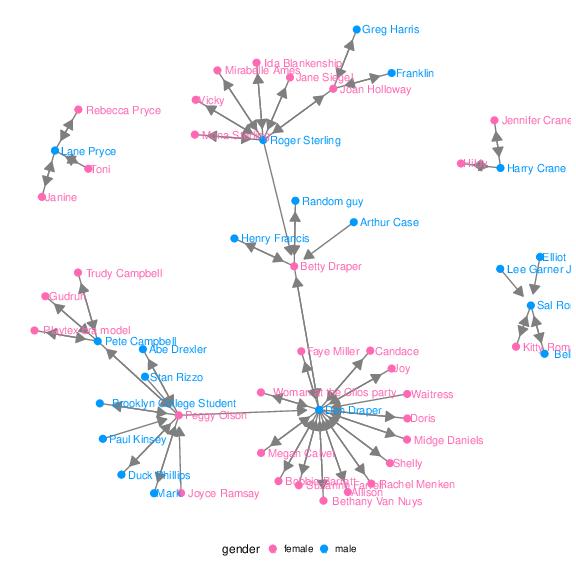 Greg Harris
Ida Blankenship
Mirabelle Ames
Franklin
Jane Siegel
Joan Holloway
Vicky
Rebecca Pryce
Jennifer Crane
Mona Sterling
Roger Sterling
Lane Pryce
Toni
Harry Crane
Janine
Random guy
Arthur Case
Henry Francis
Elliot
Betty Draper
Lee Garner J
Trudy Campbell
Gudrun
Sal Ro
Playtex bra model
Pete Campbell
Abe Drexler
Faye Miller
Candace
Kitty Rom
Bel
Joy
Stan Rizzo
Woman at the Clios party
Waitress
Brooklyn College Student
Don Draper
Peggy Olson
Doris
Paul Kinsey
Midge Daniels
Megan Calvet
Shelly
Duck Phillips
Bobbie Barrett
Suzanne Farrell
Rachel Menken
Mark
Joyce Ramsay
Allison
Bethany Van Nuys
gender female male